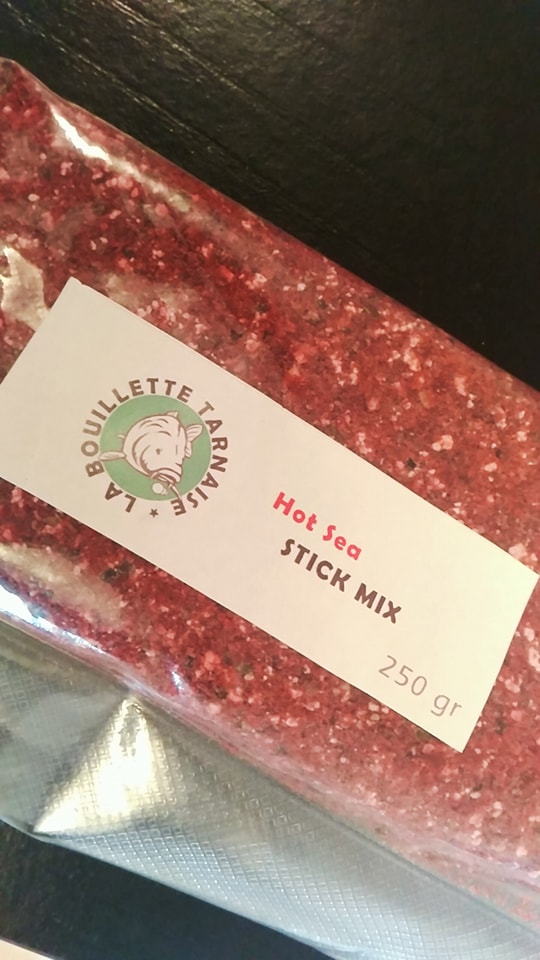 LA BOUILLETTE TARNAISE
Hot Sea
STICK MIX
250 gr